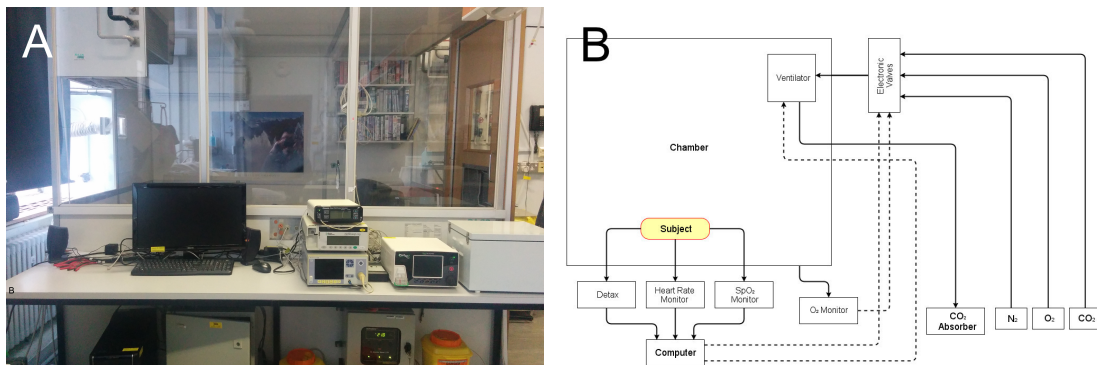 A
B
B
Ventilator
Electronic
Valves
Chamber
Subject
Detax
Heart Rate
Monitor
SpO₂
Monitor
O₂ Monitor
CO₂
Absorber
N₂
O₂
CO₂
Computer